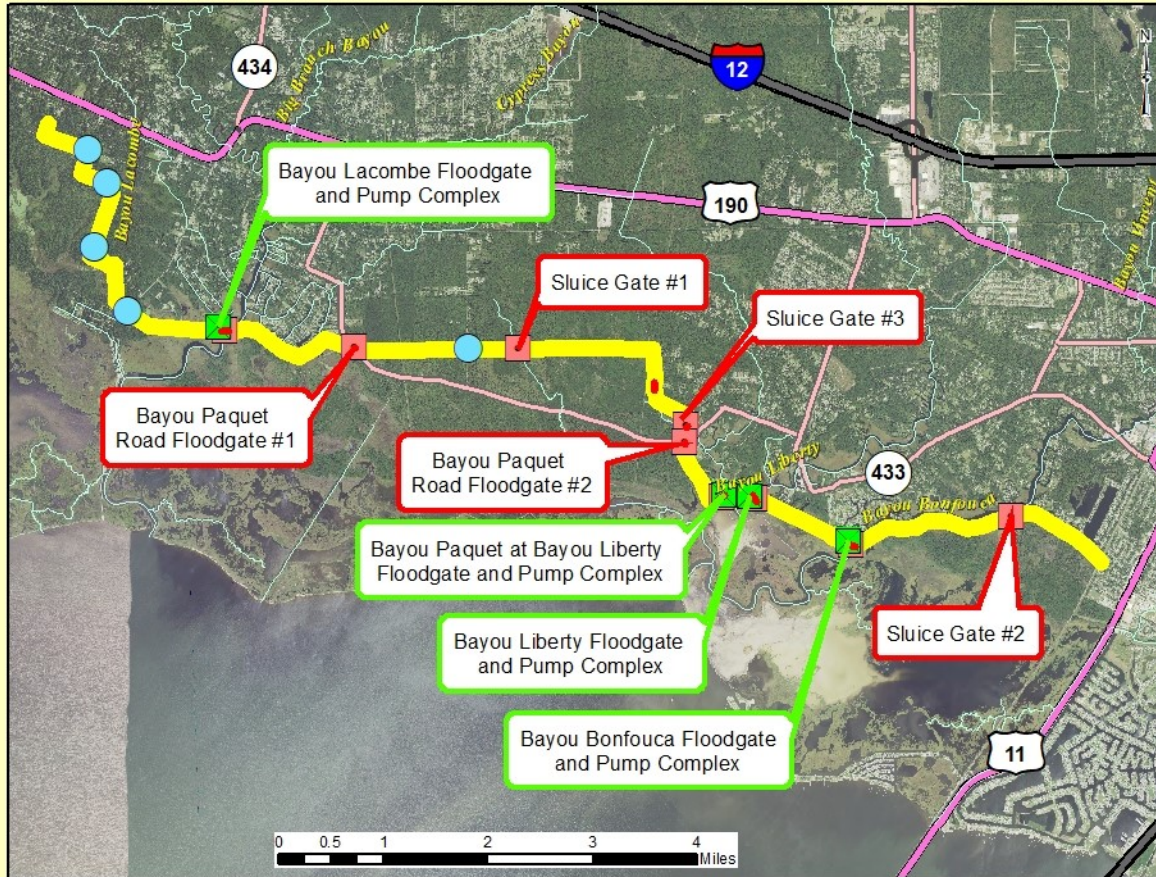 434
Big Branch Bayou
Cypress Bayou
12
N
Bayou Lacombe
Bayou Lacombe Floodgate
and Pump Complex
190
Bayou Vincent
Sluice Gate #1
Sluice Gate #3
Bayou Paquet
Road Floodgate #1
Bayou Paquet
Road Floodgate #2
Bayou Liberty
433
Bayou Bonfouca
Bayou Paquet at Bayou Liberty
Floodgate and Pump Complex
Bayou Liberty Floodgate
and Pump Complex
Sluice Gate #2
Bayou Bonfouca Floodgate
and Pump Complex
11
0 0.5 1 2 3 4
Miles